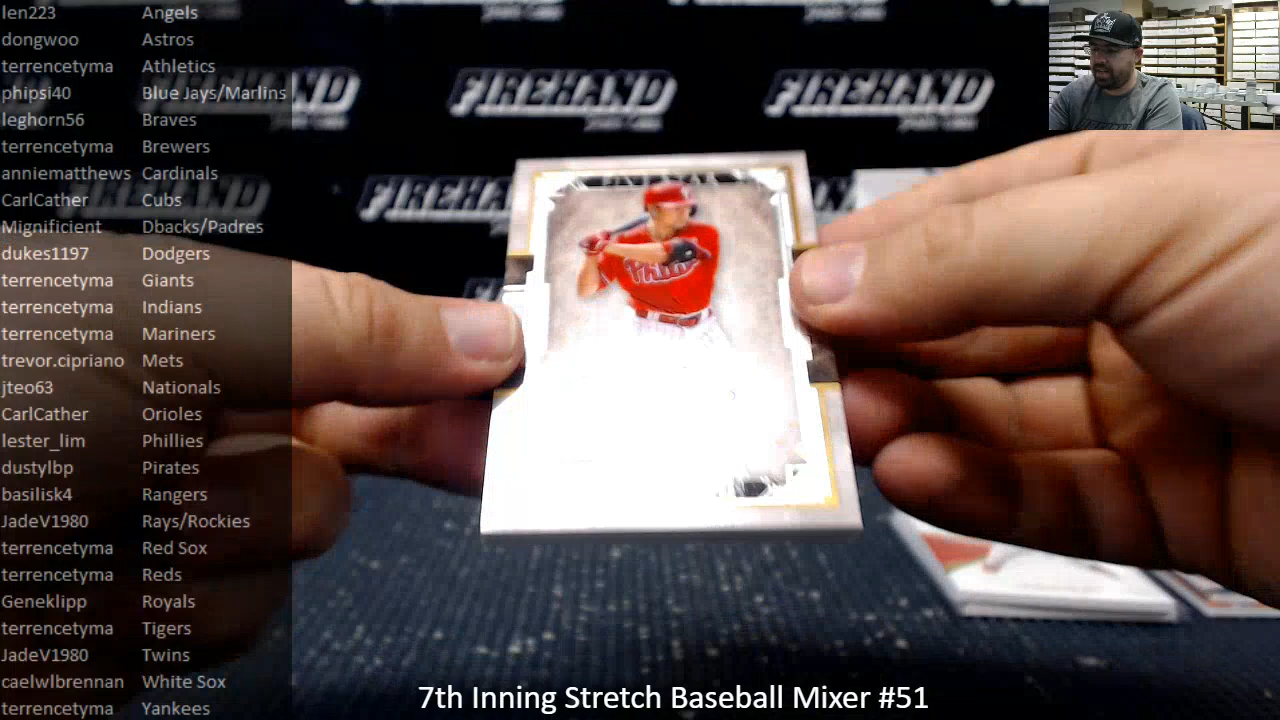 len223 Angels
dongwoo Astros
terrencetyma Athletics
phipsi40 Blue Jays/Marlins
leghorn56 Braves
terrencetyma Brewers
anniematthews Cardinals
CarlCather Cubs
Mignificient Dbacks/Padres
dukes1197 Dodgers
terrencetyma Giants
terrencetyma Indians
terrencetyma Mariners
trevor.cipriano Mets
jteo63 Nationals
CarlCather Orioles
lester_lim Phillies
dustylbp Pirates
basilisk4 Rangers
JadeV1980 Rays/Rockies
terrencetyma Red Sox
terrencetyma Reds
Geneklipp Royals
terrencetyma Tigers
JadeV1980 Twins
caelwlbrennan White Sox
terrencetyma Yankees
FIREHAND
FIREHAND
Phillies
7th Inning Stretch Baseball Mixer #51